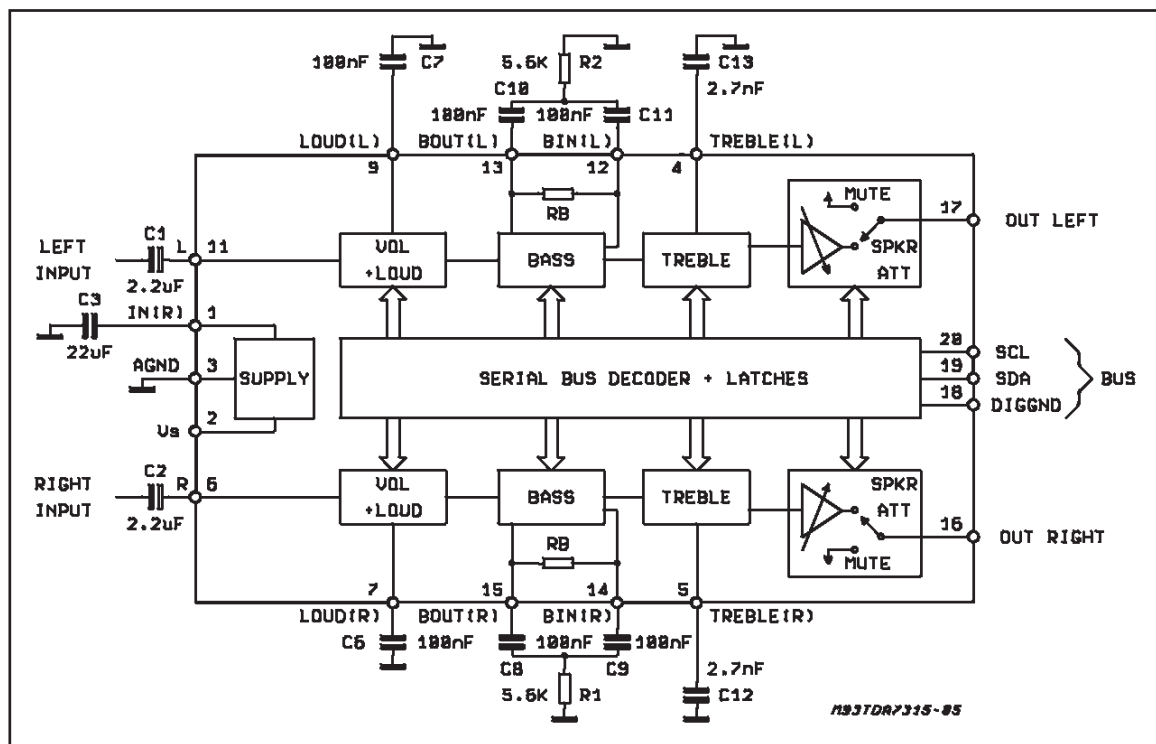 100nF C7 5.6K R2 C13
C10 2.7nF
100nF 100nF C11
LOUD(L) BOUT(L) BIN(L) TREBLE(L)
9 13 12 4
RB
MUTE
17 OUT LEFT
SPKR
ATT
LEFT
INPUT
C1
2.2uF
L 11
VOL
+LOUD
BASS
TREBLE
C3
22uF
IN(R) 1
AGND 3
SUPPLY
Vs 2
SERIAL BUS DECODER + LATCHES
20 SCL
19 SDA
18 DIGGND
BUS
RIGHT
INPUT
C2
2.2uF
R 6
VOL
+LOUD
BASS
TREBLE
SPKR
ATT
16 OUT RIGHT
MUTE
RB
7 15 14 5
LOUD(R) BOUT(R) BIN(R) TREBLE(R)
C6 100nF 100nF 100nF
C8 C9 2.7nF
5.6K R1 C12
M93TDA7315-05